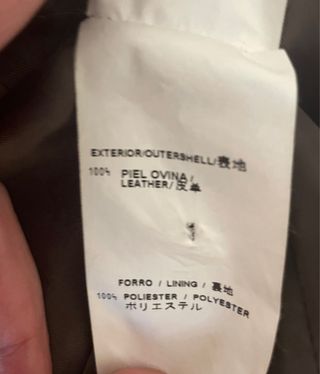 EXTERIOR/OUTERSHELL/表地
100% PIEL OVINA/
LEATHER/皮革
FORRO / LINING / 裏地
100% POLIESTER / POLYESTER
ポリエステル